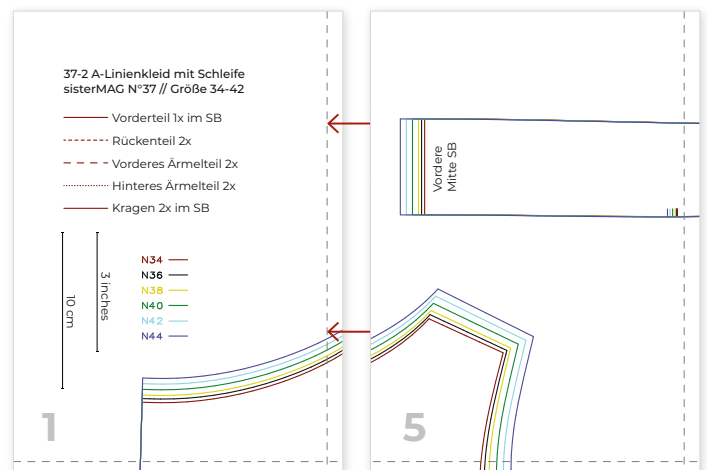 37-2 A-Linienkleid mit Schleife
sisterMAG N°37 // Größe 34-42
Vorderteil 1x im SB
Rückenteil 2x
Vorderes Ärmelteil 2x
Hinteres Ärmelteil 2x
Kragen 2x im SB
10 cm
3 inches
N34
N36
N38
N40
N42
N44
1
Vordere
Mitte SB
5